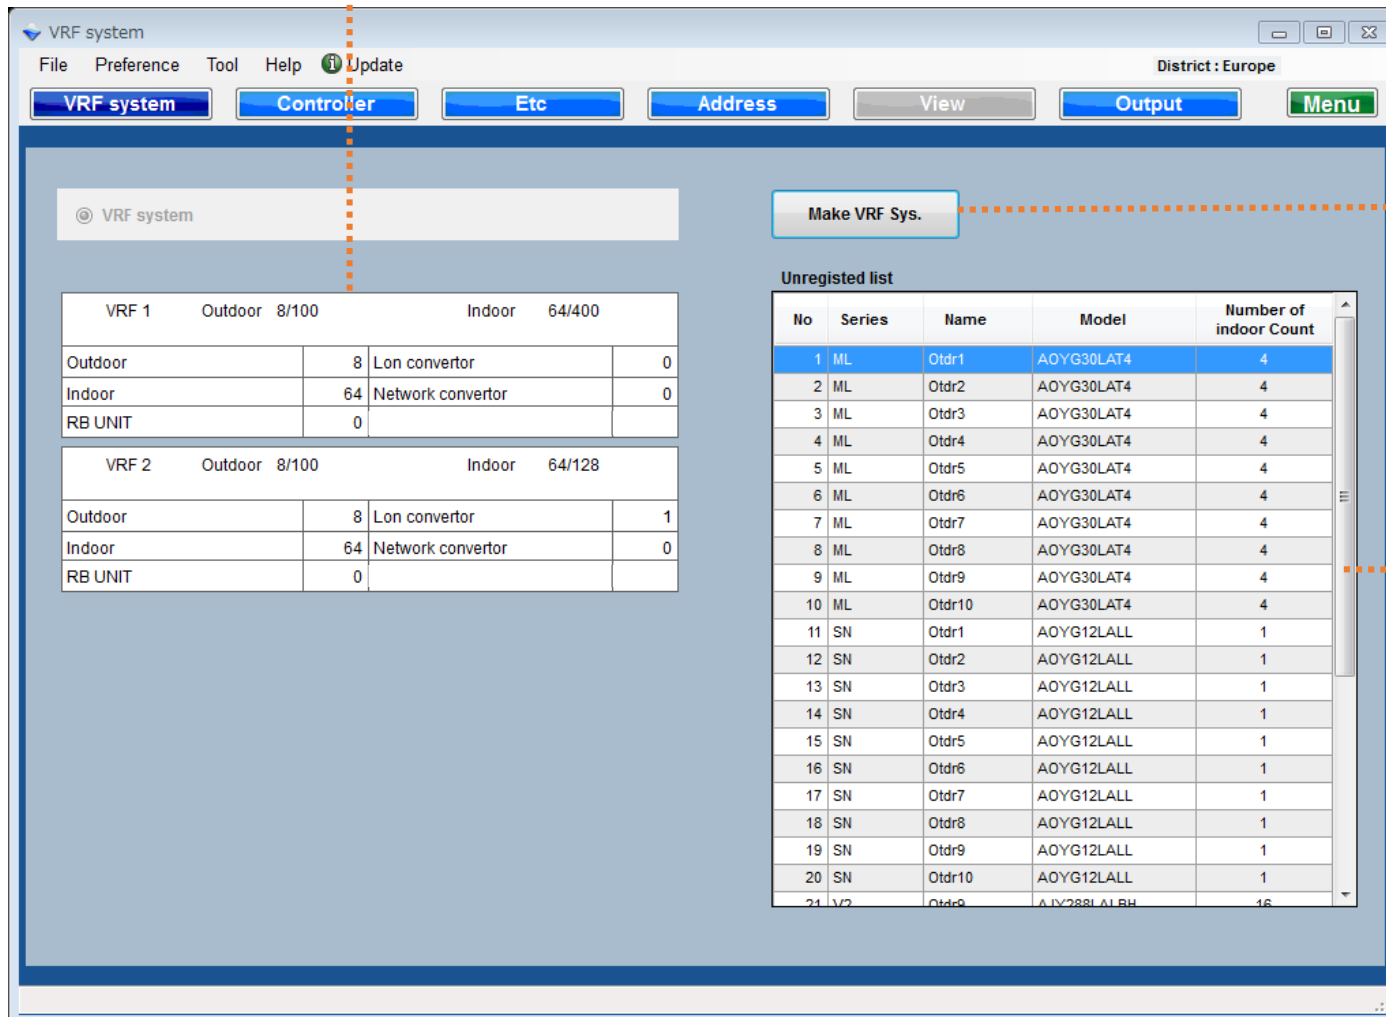 VRF system
File Preference Tool Help Update District : Europe
VRF system Controller Etc Address View Output Menu
VRF system
Make VRF Sys.
VRF 1 Outdoor 8/100 Indoor 64/400
Outdoor 8 Lon convertor 0
Indoor 64 Network convertor 0
RB UNIT 0
VRF 2 Outdoor 8/100 Indoor 64/128
Outdoor 8 Lon convertor 1
Indoor 64 Network convertor 0
RB UNIT 0
Unregisted list
No Series Name Model Number of indoor Count
1 ML Otdr1 AOYG30LAT4 4
2 ML Otdr2 AOYG30LAT4 4
3 ML Otdr3 AOYG30LAT4 4
4 ML Otdr4 AOYG30LAT4 4
5 ML Otdr5 AOYG30LAT4 4
6 ML Otdr6 AOYG30LAT4 4
7 ML Otdr7 AOYG30LAT4 4
8 ML Otdr8 AOYG30LAT4 4
9 ML Otdr9 AOYG30LAT4 4
10 ML Otdr10 AOYG30LAT4 4
11 SN Otdr1 AOYG12LALL 1
12 SN Otdr2 AOYG12LALL 1
13 SN Otdr3 AOYG12LALL 1
14 SN Otdr4 AOYG12LALL 1
15 SN Otdr5 AOYG12LALL 1
16 SN Otdr6 AOYG12LALL 1
17 SN Otdr7 AOYG12LALL 1
18 SN Otdr8 AOYG12LALL 1
19 SN Otdr9 AOYG12LALL 1
20 SN Otdr10 AOYG12LALL 1
21 V2 Otdr9 AJY288LALBH 16